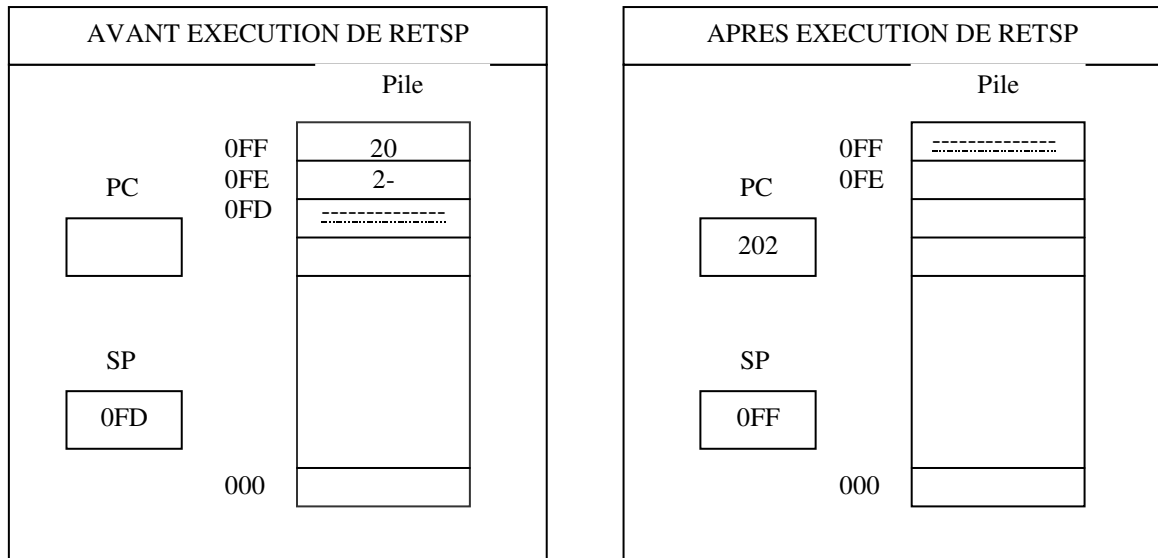 AVANT EXECUTION DE RETSP
Pile
0FF 20
0FE 2-
0FD
PC
SP
0FD
000
APRES EXECUTION DE RETSP
Pile
0FF
0FE
PC
202
SP
0FF
000